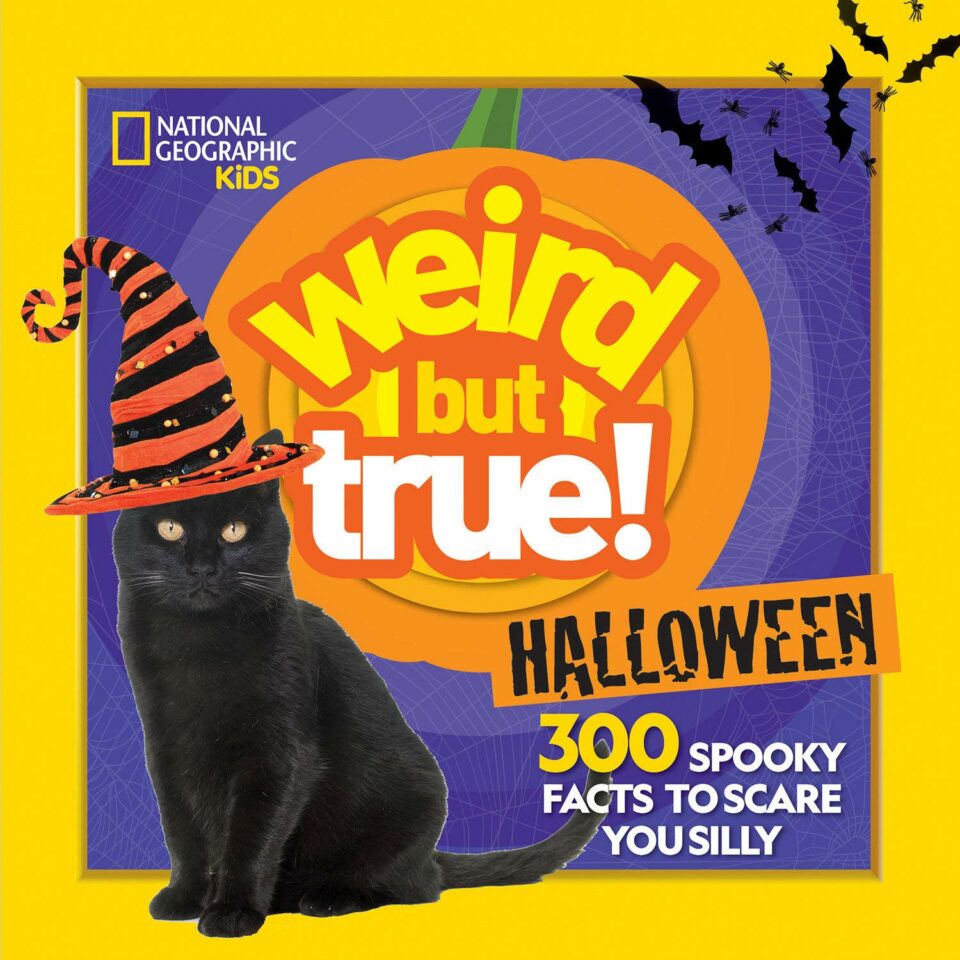 NATIONAL
GEOGRAPHIC
KiDS
weird
but
true!
HALLOWEEN
300 SPOOKY
FACTS TO SCARE
YOU SILLY